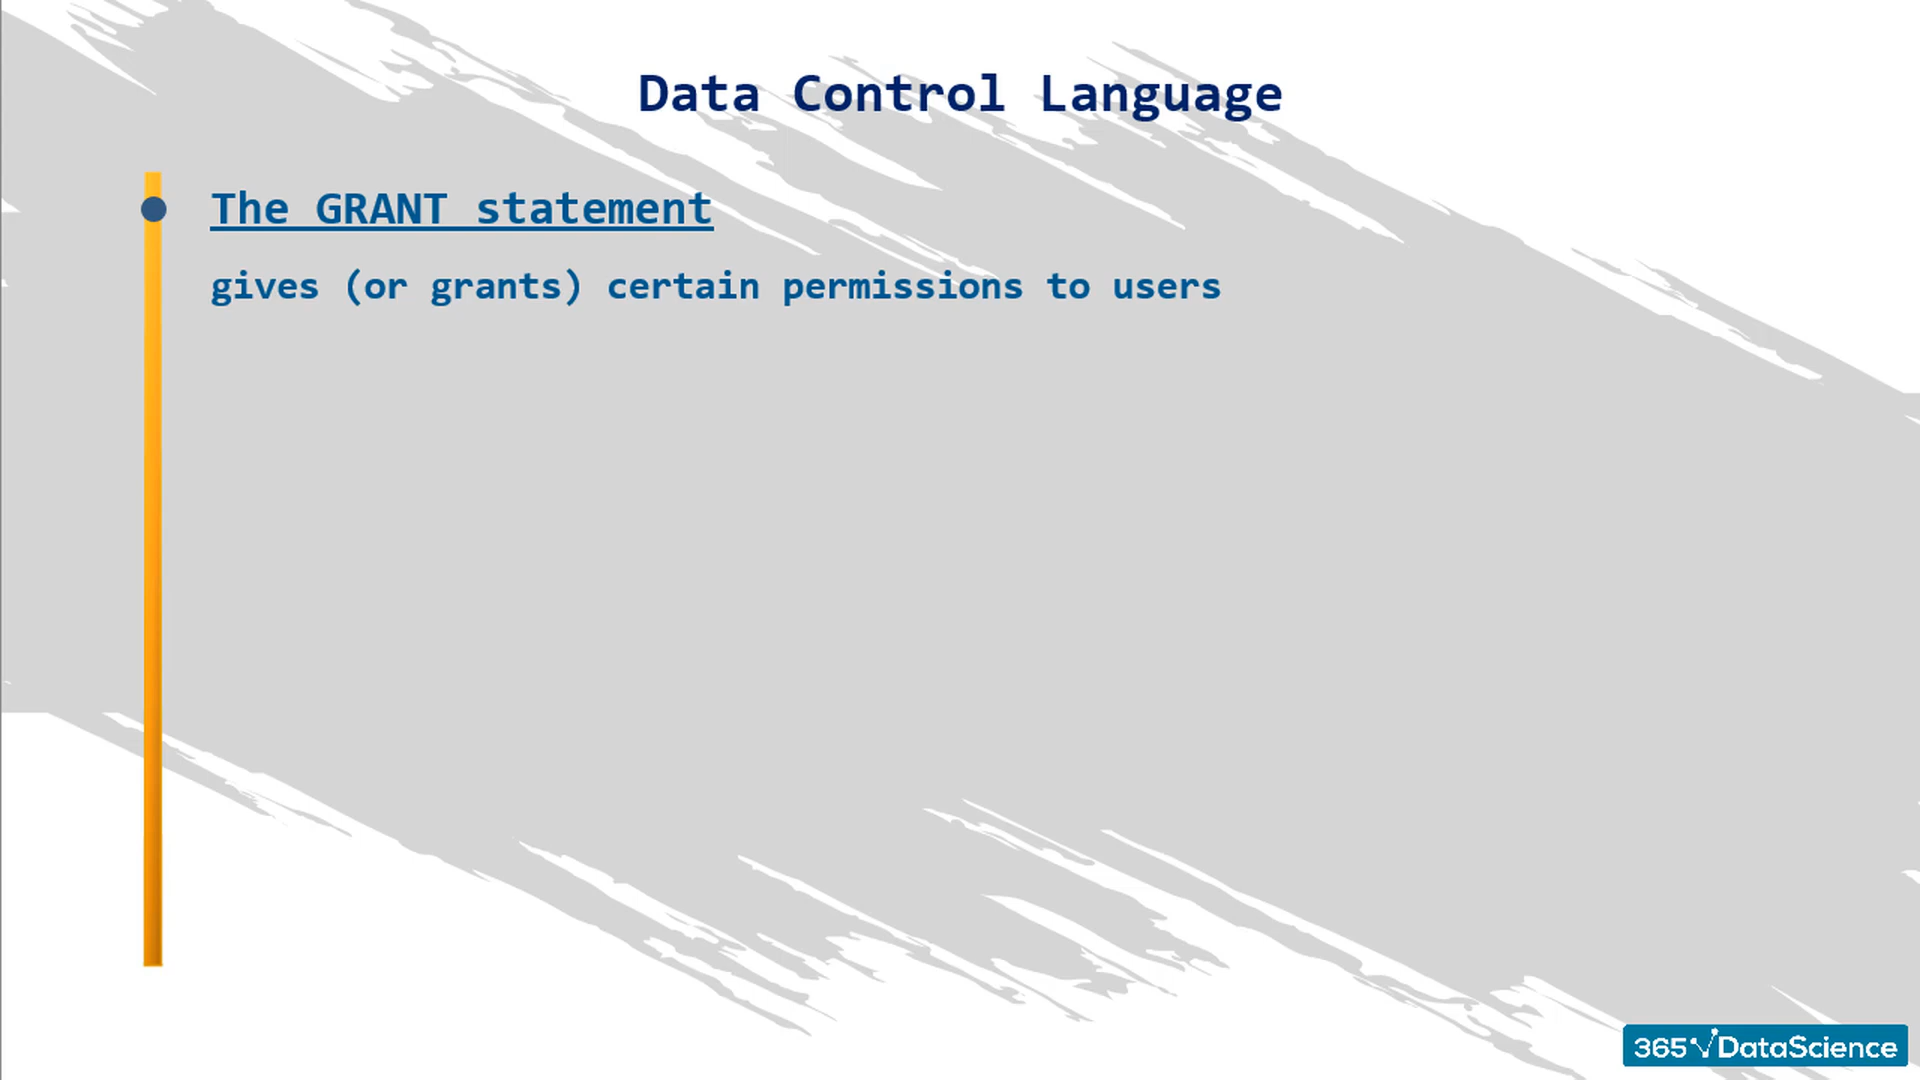 Data Control Language
The GRANT statement
gives (or grants) certain permissions to users
365 DataScience